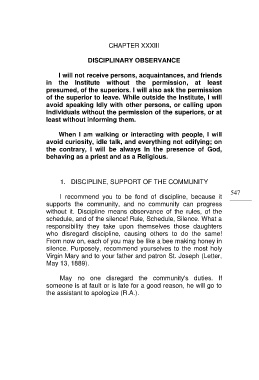 CHAPTER XXXIII
DISCIPLINARY OBSERVANCE
I will not receive persons, acquaintances, and friends
in the Institute without the permission, at least
presumed, of the superiors. I will also ask the permission
of the superior to leave. While outside the Institute, I will
avoid speaking Idly with other persons, or calling upon
Individuals without the permission of the superiors, or at
least without informing them.
When I am walking or interacting with people, I will
avoid curiosity, idle talk, and everything not edifying; on
the contrary, I will be always In the presence of God,
behaving as a priest and as a Religious.
1. DISCIPLINE, SUPPORT OF THE COMMUNITY
I recommend you to be fond of discipline, because it
supports the community, and no community can progress
without it. Discipline means observance of the rules, of the
schedule, and of the silence! Rule, Schedule, Silence. What a
responsibility they take upon themselves those daughters
who disregard discipline, causing others to do the same!
From now on, each of you may be like a bee making honey in
silence. Purposely, recommend yourselves to the most holy
Virgin Mary and to your father and patron St. Joseph (Letter,
May 13, 1889).
May no one disregard the community's duties. If
someone is at fault or is late for a good reason, he will go to
the assistant to apologize (R.A.).
547